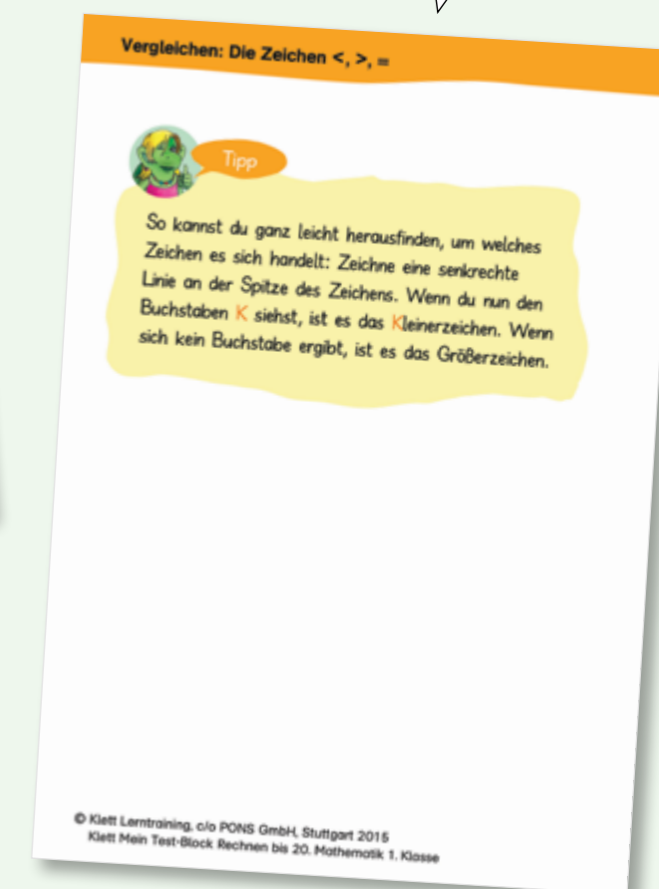 Vergleichen: Die Zeichen <, >, =
Tipp
So kannst du ganz leicht herausfinden, um welches
Zeichen es sich handelt: Zeichne eine senkrechte
Linie an der Spitze des Zeichens. Wenn du nun den
Buchstaben K siehst, ist es das Kleinerzeichen. Wenn
sich kein Buchstabe ergibt, ist es das Größerzeichen.
© Klett Lerntraining, c/o PONS GmbH, Stuttgart 2015
Klett Mein Test-Block Rechnen bis 20. Mathematik 1. Klasse